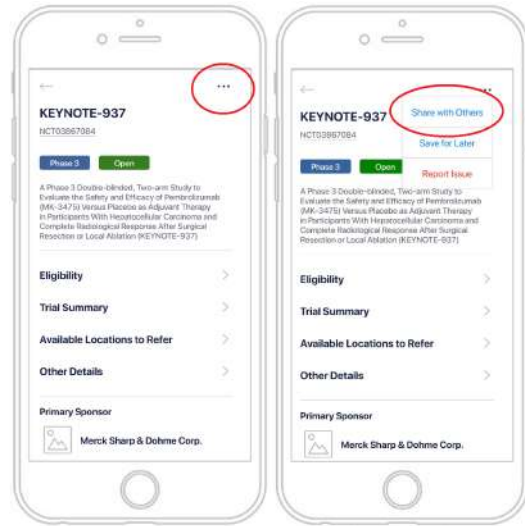 KEYNOTE-937
NCT03867084
Phase 3 Open
A Phase 3 Double-blinded, Two-arm Study to
Evaluate the Safety and Efficacy of Pembrolizumab
(MK-3475) Versus Placebo as Adjuvant Therapy
in Participants With Hepatocellular Carcinoma and
Complete Radiological Response After Surgical
Resection or Local Ablation (KEYNOTE-937)
Eligibility
Trial Summary
Available Locations to Refer
Other Details
Primary Sponsor
Merck Sharp & Dohme Corp.
KEYNOTE-937
NCT03867084
Share with Others
Save for Later
Report Issue
Phase 3 Open
A Phase 3 Double-blinded, Two-arm Study to
Evaluate the Safety and Efficacy of Pembrolizumab
(MK-3475) Versus Placebo as Adjuvant Therapy
in Participants With Hepatocellular Carcinoma and
Complete Radiological Response After Surgical
Resection or Local Ablation (KEYNOTE-937)
Eligibility
Trial Summary
Available Locations to Refer
Other Details
Primary Sponsor
Merck Sharp & Dohme Corp.